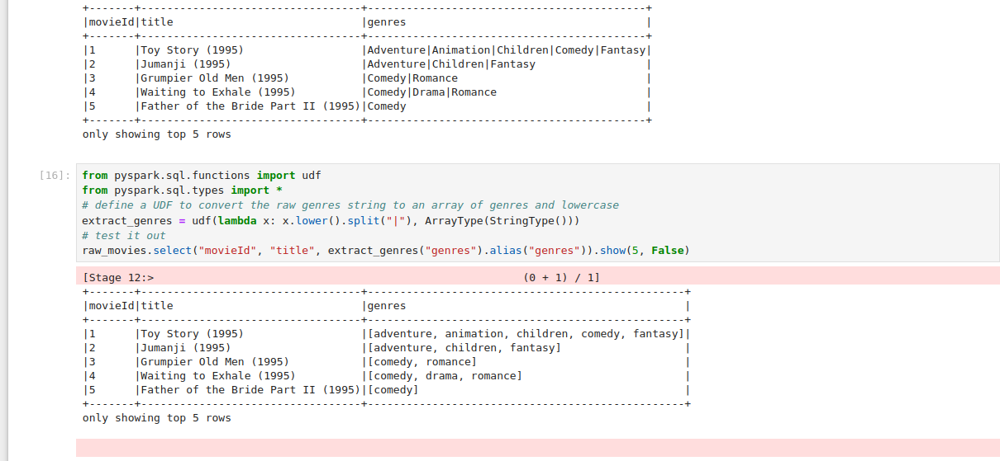 +-------+----------------------------------+-------------------------------------------+
|movieId|title                             |genres                                     |
+-------+----------------------------------+-------------------------------------------+
|1      |Toy Story (1995)                  |Adventure|Animation|Children|Comedy|Fantasy|
|2      |Jumanji (1995)                    |Adventure|Children|Fantasy                 |
|3      |Grumpier Old Men (1995)           |Comedy|Romance                             |
|4      |Waiting to Exhale (1995)          |Comedy|Drama|Romance                       |
|5      |Father of the Bride Part II (1995)|Comedy                                     |
+-------+----------------------------------+-------------------------------------------+
only showing top 5 rows
[16]: from pyspark.sql.functions import udf
from pyspark.sql.types import *
# define a UDF to convert the raw genres string to an array of genres and lowercase
extract_genres = udf(lambda x: x.lower().split("|"), ArrayType(StringType()))
# test it out
raw_movies.select("movieId", "title", extract_genres("genres").alias("genres")).show(5, False)
[Stage 12:>                                                         (0 + 1) / 1]
+-------+----------------------------------+-------------------------------------------------+
|movieId|title                             |genres                                           |
+-------+----------------------------------+-------------------------------------------------+
|1      |Toy Story (1995)                  |[adventure, animation, children, comedy, fantasy]|
|2      |Jumanji (1995)                    |[adventure, children, fantasy]                   |
|3      |Grumpier Old Men (1995)           |[comedy, romance]                                |
|4      |Waiting to Exhale (1995)          |[comedy, drama, romance]                         |
|5      |Father of the Bride Part II (1995)|[comedy]                                         |
+-------+----------------------------------+-------------------------------------------------+
only showing top 5 rows